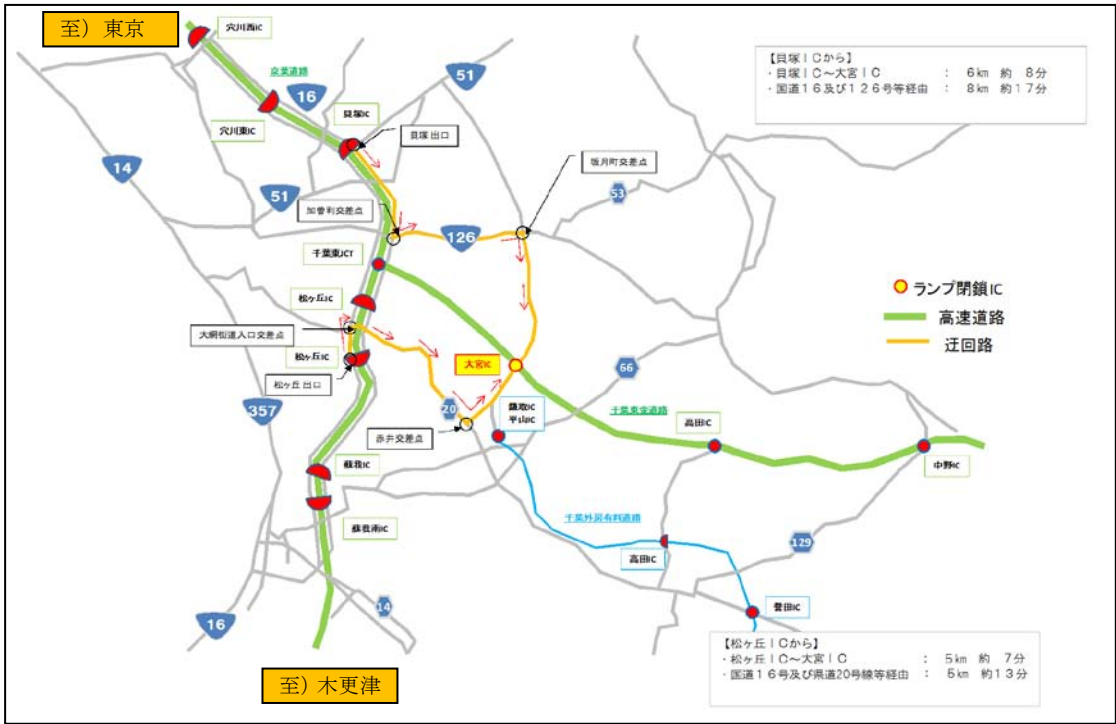 至）東京
穴川西IC
京葉道路
16
51
貝塚IC
穴川東IC
貝塚 出口
【貝塚ＩＣから】
・貝塚ＩＣ～大宮ＩＣ ： 6km 約 8分
・国道１６及び１２６号等経由 ： 8km 約１７分
坂月町交差点
14
51
53
加曽利交差点
126
千葉東JCT
松ヶ丘IC
大網街道入口交差点
松ヶ丘IC
松ヶ丘 出口
ランプ閉鎖IC
高速道路
迂回路
大宮IC
66
357
20
鎌取IC
平山IC
千葉東金道路
高田IC
赤井交差点
中野IC
蘇我IC
蘇我南IC
千葉外房有料道路
高田IC
129
誉田IC
14
16
【松ヶ丘ＩＣから】
・松ヶ丘ＩＣ～大宮ＩＣ ： 5km 約 7分
・国道１６号及び県道20号線等経由 ： 5km 約１３分
至）木更津